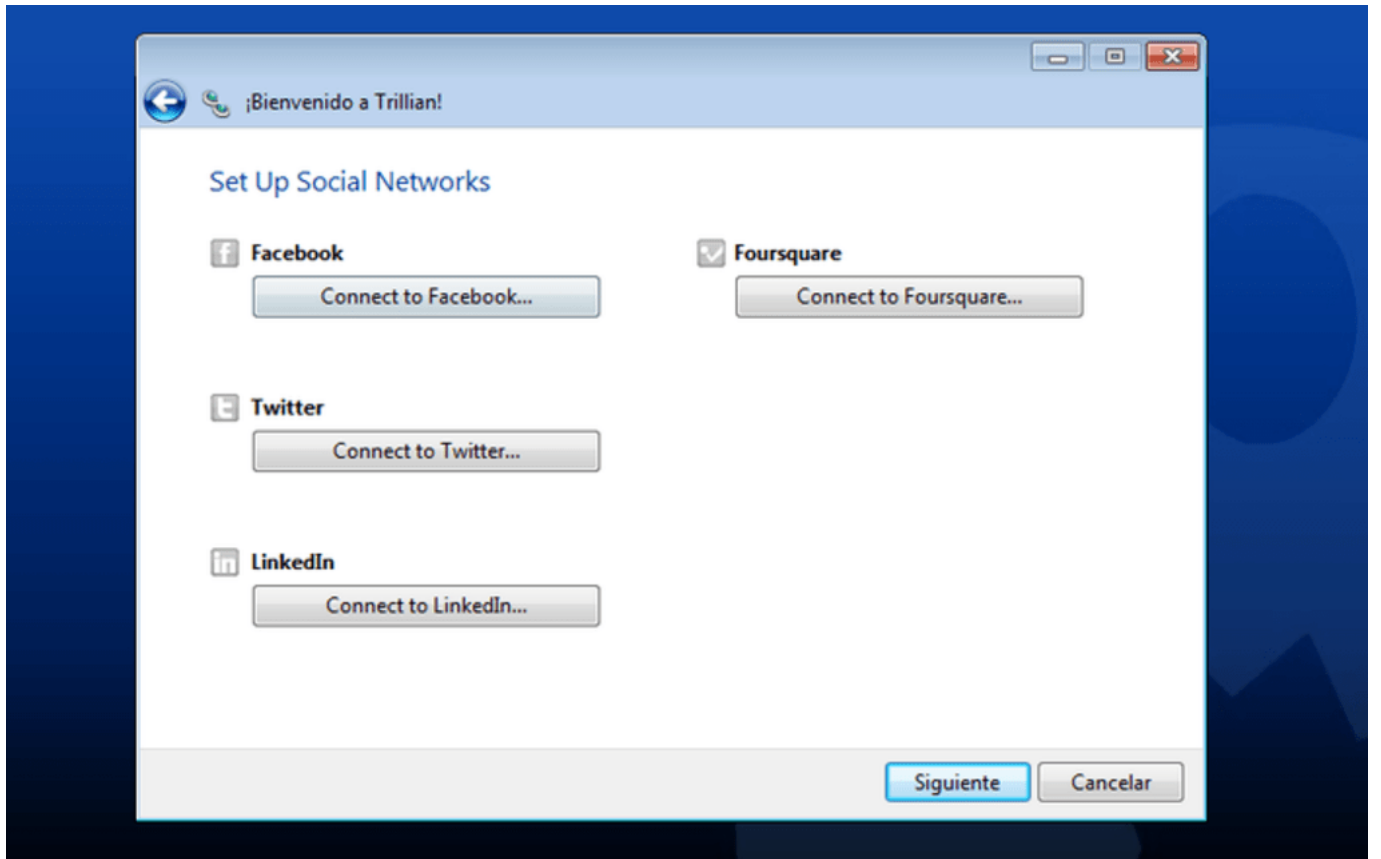 ¡Bienvenido a Trillian!
Set Up Social Networks
Facebook
Connect to Facebook...
Foursquare
Connect to Foursquare...
Twitter
Connect to Twitter...
LinkedIn
Connect to LinkedIn...
Siguiente
Cancelar